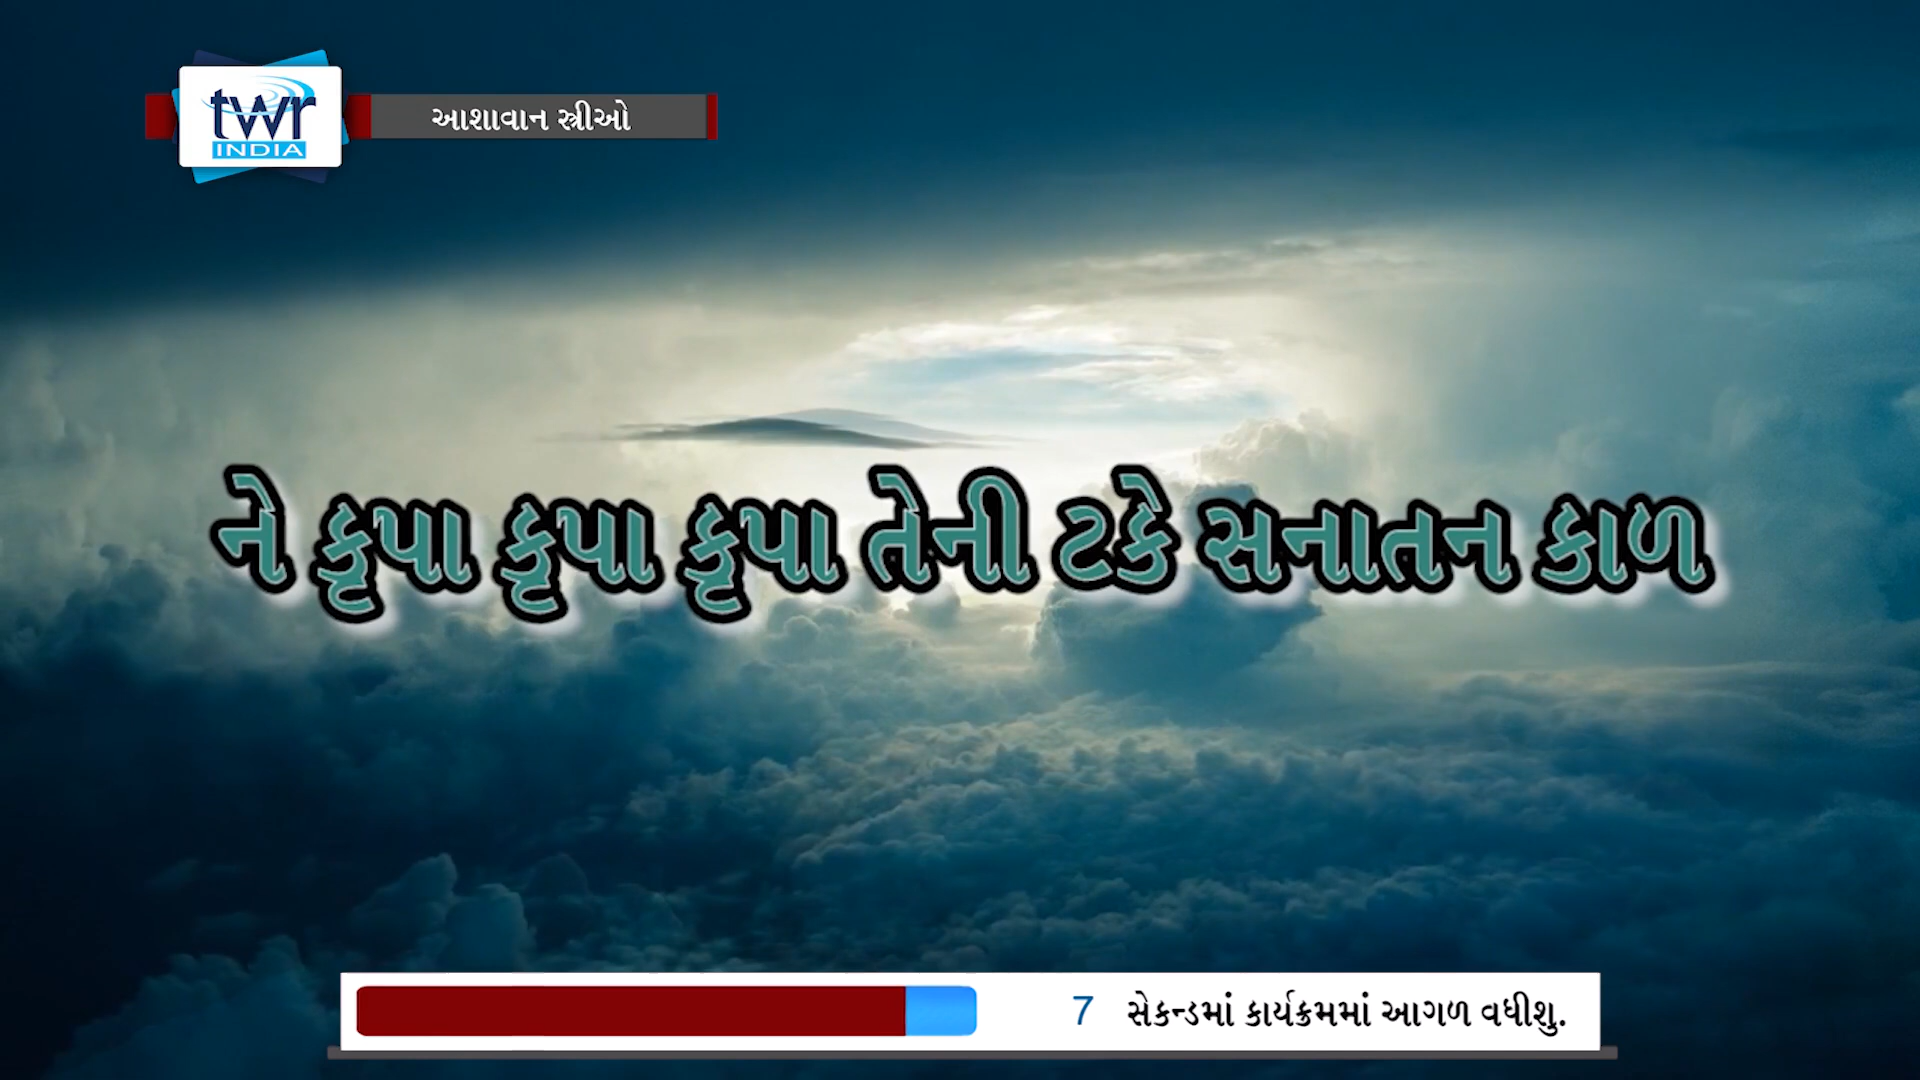 twr
INDIA
આશાવાન સ્ત્રીઓ
ને કૃપા કૃપા કૃપા તેની ટકે સનાતન કાળ
7 સેકન્ડમાં કાર્યક્રમમાં આગળ વધીશુ.